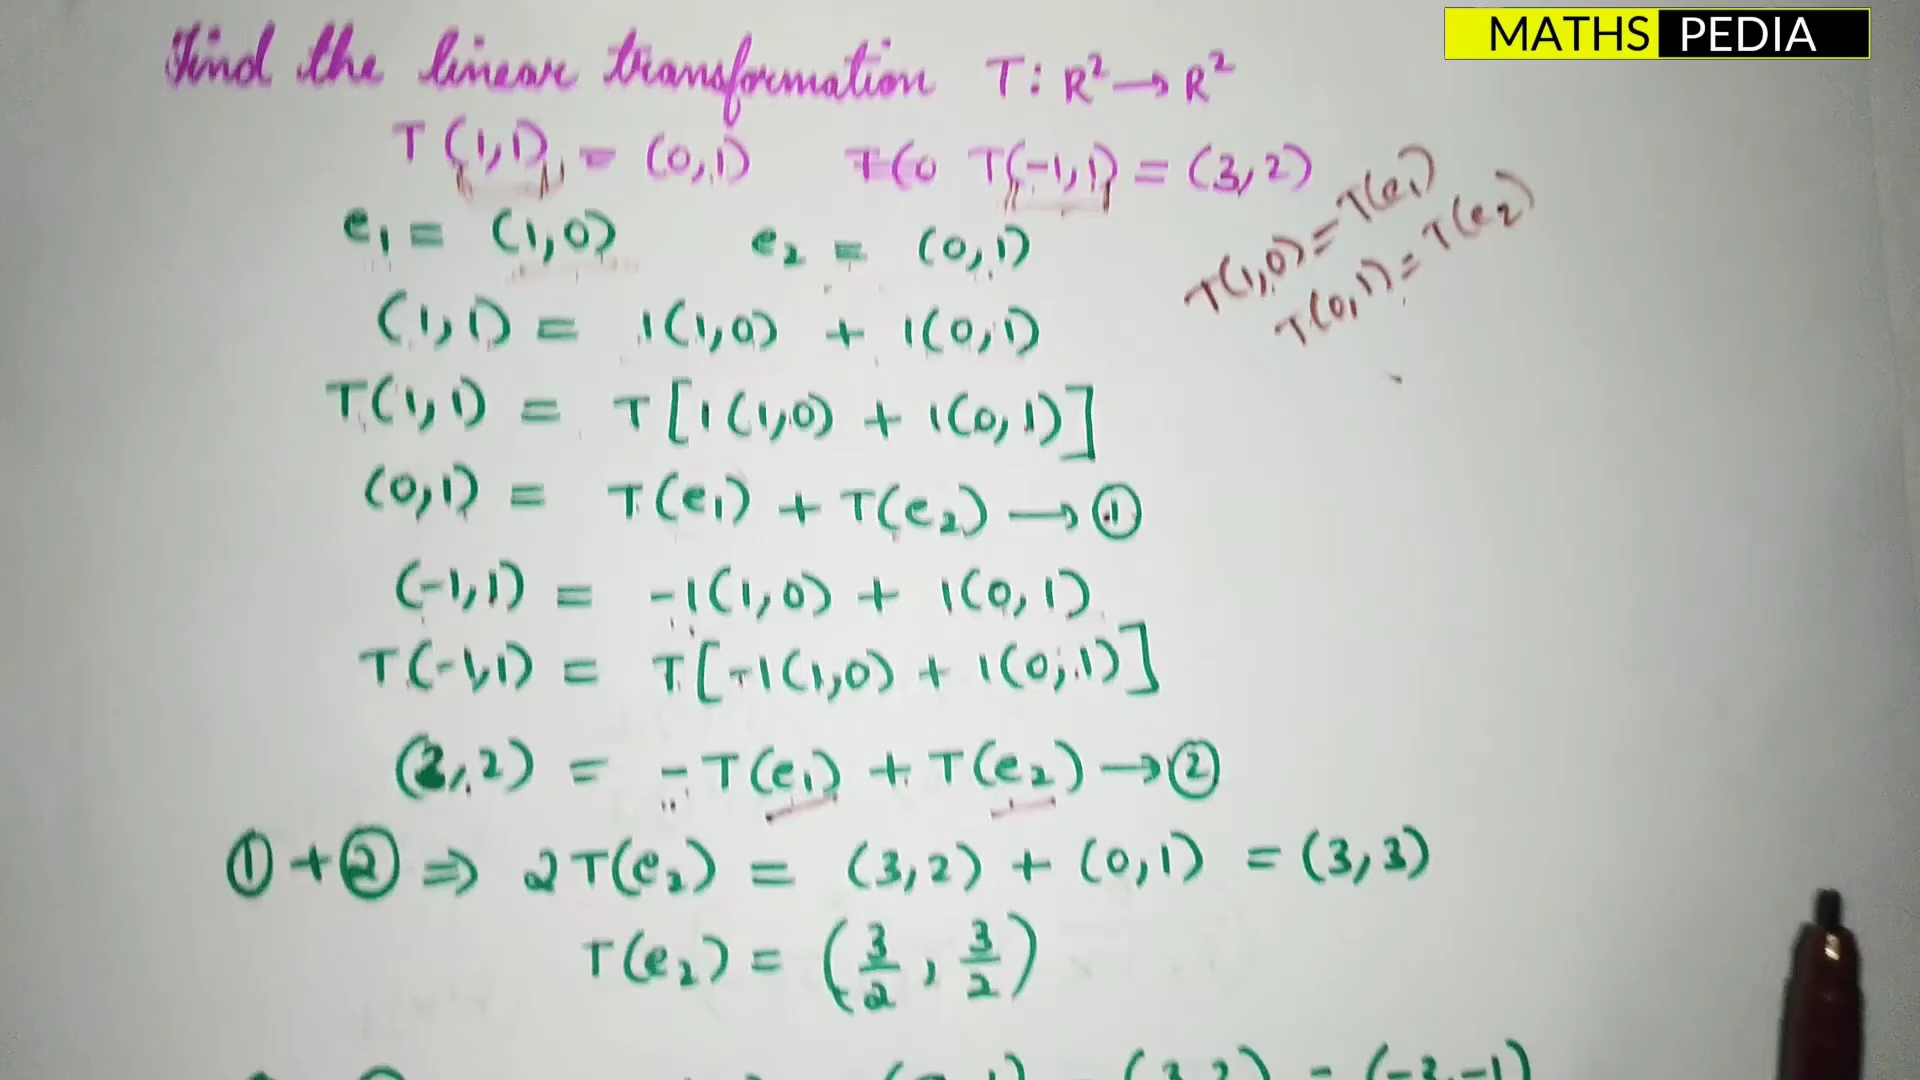 MATHS PEDIA
Find the linear transformation T: R² → R²
T(1,1) = (0,1) T(0 T(-1,1) = (3,2)
T(1,0) = T(e₁)
T(0,1) = T(e₂)
e₁ = (1,0) e₂ = (0,1)
(1,1) = 1(1,0) + 1(0,1)
T(1,1) = T[1(1,0) + 1(0,1)]
(0,1) = T(e₁) + T(e₂) → ①
(-1,1) = -1(1,0) + 1(0,1)
T(-1,1) = T[-1(1,0) + 1(0,1)]
(3,2) = -T(e₁) + T(e₂) → ②
① + ② ⇒ 2T(e₂) = (3,2) + (0,1) = (3,3)
T(e₂) = (3/2, 3/2)
(3,2) = (-3,-1)